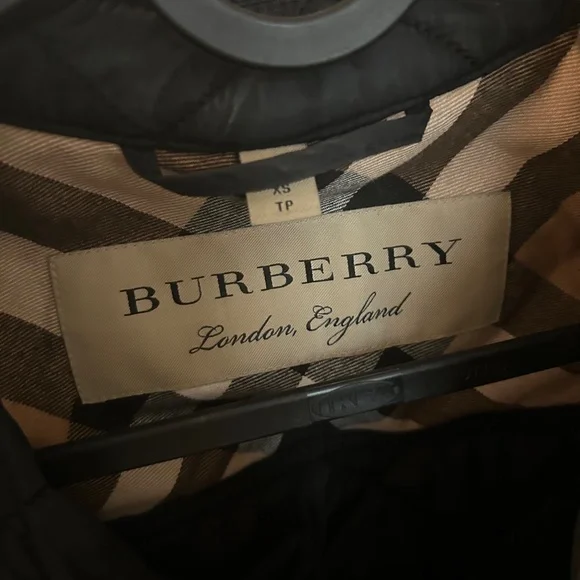 XS
TP
BURBERRY
London, England